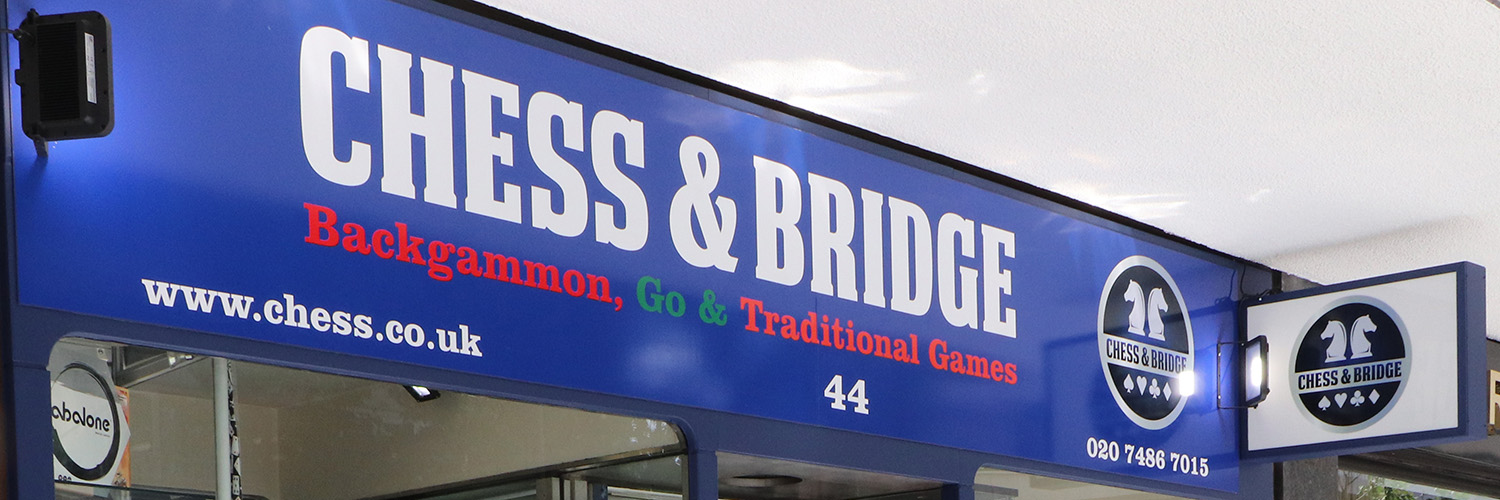 CHESS & BRIDGE
Backgammon, Go & Traditional Games
www.chess.co.uk
44
020 7486 7015
CHESS & BRIDGE
CHESS & BRIDGE
abalone